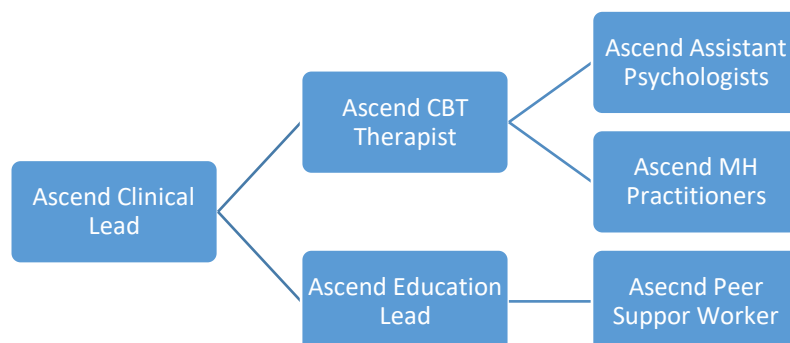 Ascend Clinical
Lead
Ascend CBT
Therapist
Ascend Assistant
Psychologists
Ascend MH
Practitioners
Ascend Education
Lead
Asecnd Peer
Suppor Worker